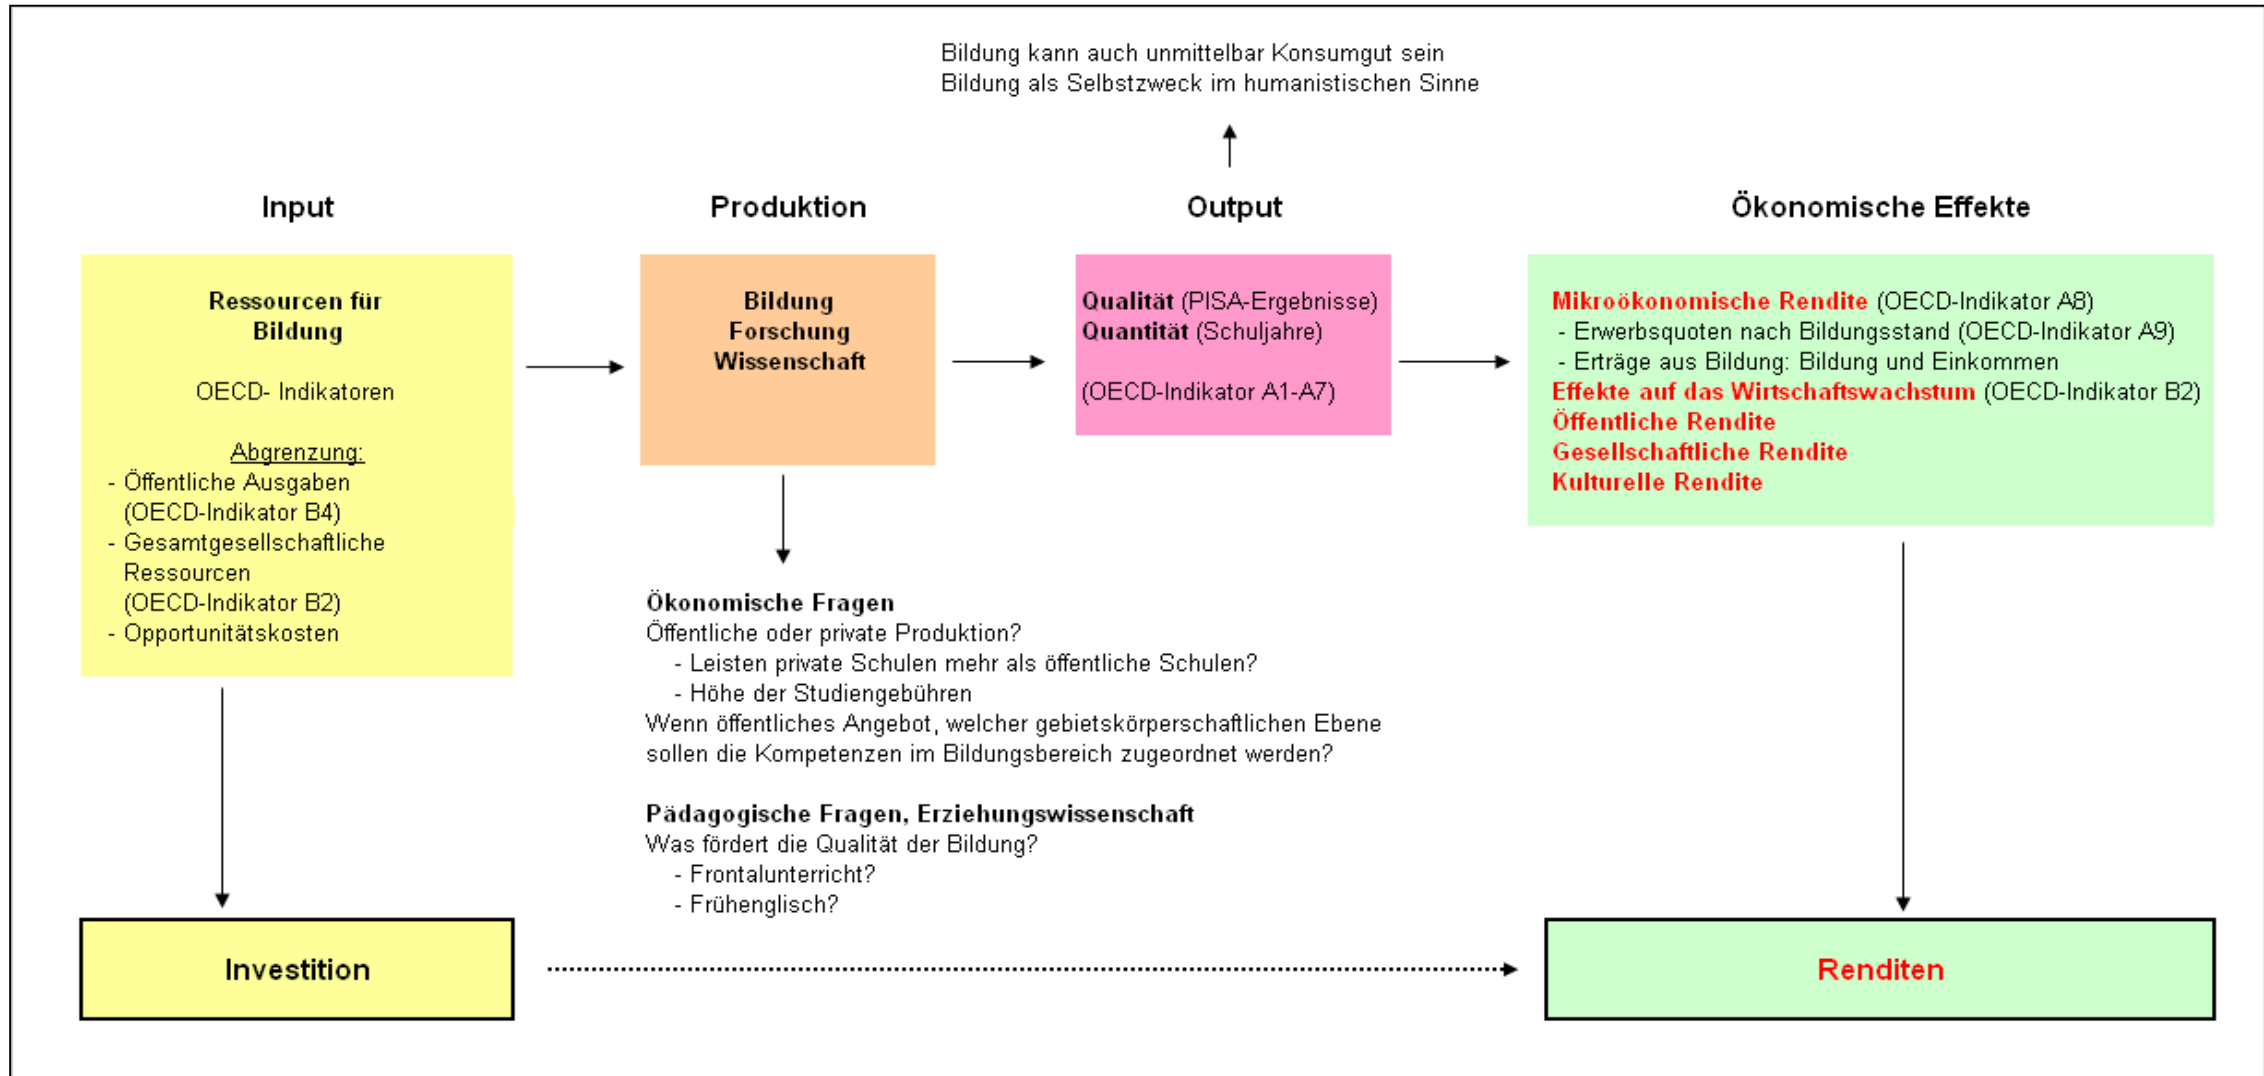 Bildung kann auch unmittelbar Konsumgut sein
Bildung als Selbstzweck im humanistischen Sinne
Input
Ressourcen für
Bildung
OECD- Indikatoren
Abgrenzung:
- Öffentliche Ausgaben
(OECD-Indikator B4)
- Gesamtgesellschaftliche
Ressourcen
(OECD-Indikator B2)
- Opportunitätskosten
Produktion
Bildung
Forschung
Wissenschaft
Ökonomische Fragen
Öffentliche oder private Produktion?
- Leisten private Schulen mehr als öffentliche Schulen?
- Höhe der Studiengebühren
Wenn öffentliches Angebot, welcher gebietskörperschaftlichen Ebene
sollen die Kompetenzen im Bildungsbereich zugeordnet werden?
Pädagogische Fragen, Erziehungswissenschaft
Was fördert die Qualität der Bildung?
- Frontalunterricht?
- Frühenglisch?
Output
Qualität (PISA-Ergebnisse)
Quantität (Schuljahre)
(OECD-Indikator A1-A7)
Ökonomische Effekte
Mikroökonomische Rendite (OECD-Indikator A8)
- Erwerbsquoten nach Bildungsstand (OECD-Indikator A9)
- Erträge aus Bildung: Bildung und Einkommen
Effekte auf das Wirtschaftswachstum (OECD-Indikator B2)
Öffentliche Rendite
Gesellschaftliche Rendite
Kulturelle Rendite
Investition
Renditen